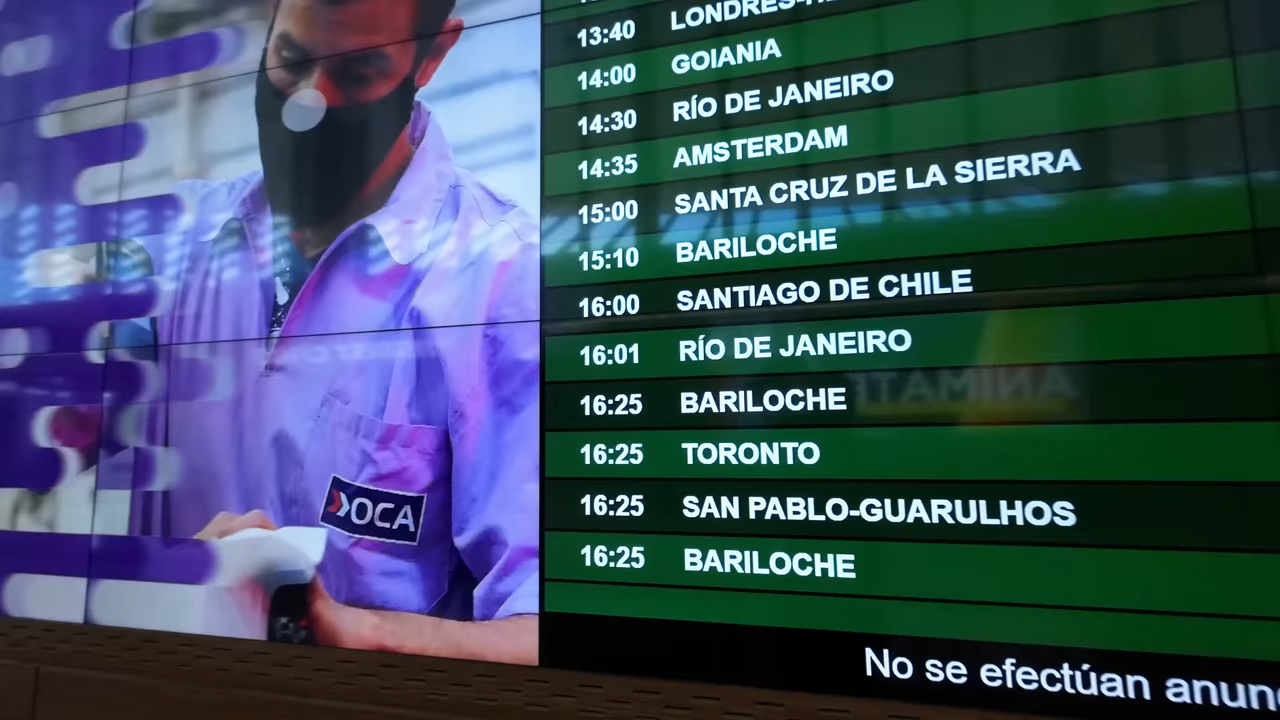 13:40 LONDRES-
14:00 GOIANIA
14:30 RÍO DE JANEIRO
14:35 AMSTERDAM
15:00 SANTA CRUZ DE LA SIERRA
15:10 BARILOCHE
16:00 SANTIAGO DE CHILE
16:01 RÍO DE JANEIRO
16:25 BARILOCHE
16:25 TORONTO
16:25 SAN PABLO-GUARULHOS
16:25 BARILOCHE
No se efectúan
OCA